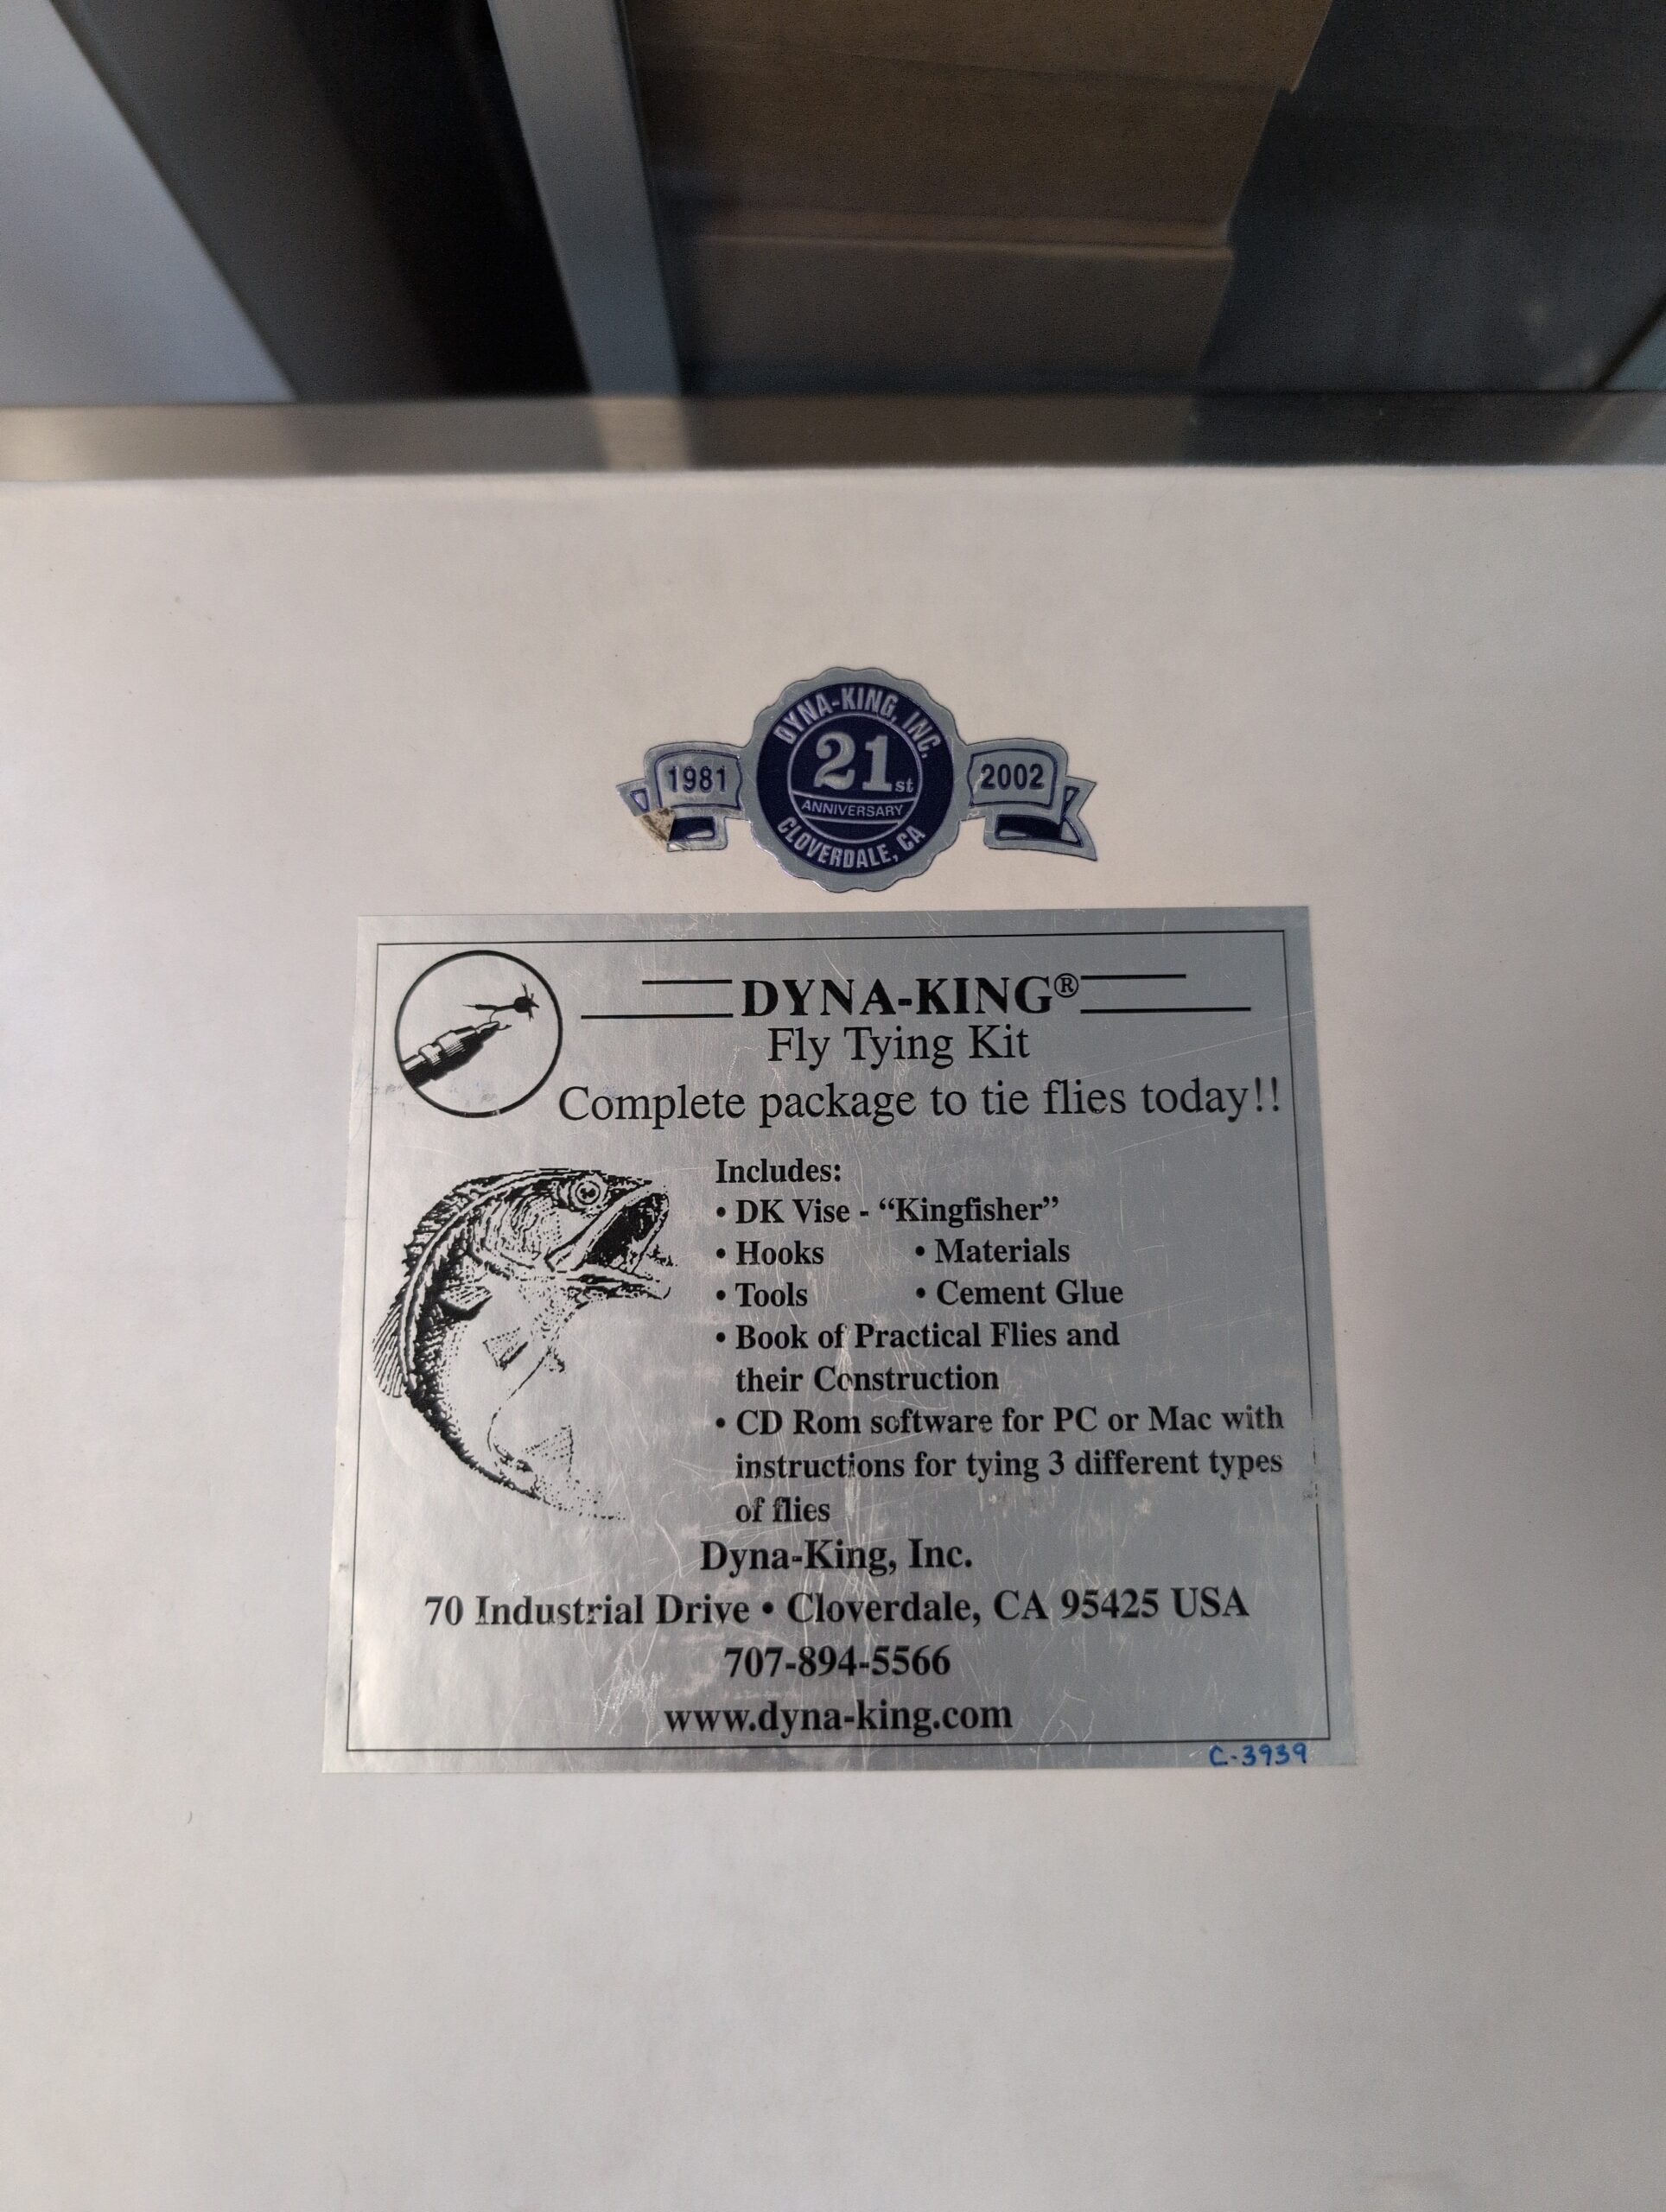 DYNA-KING, INC.
1981
21st
2002
ANNIVERSARY
CLOVERDALE, CA
DYNA-KING®
Fly Tying Kit
Complete package to tie flies today!!
Includes:
• DK Vise - “Kingfisher”
• Hooks • Materials
• Tools • Cement Glue
• Book of Practical Flies and
their Construction
• CD Rom software for PC or Mac with
instructions for tying 3 different types
of flies
Dyna-King, Inc.
70 Industrial Drive • Cloverdale, CA 95425 USA
707-894-5566
www.dyna-king.com
C-3939